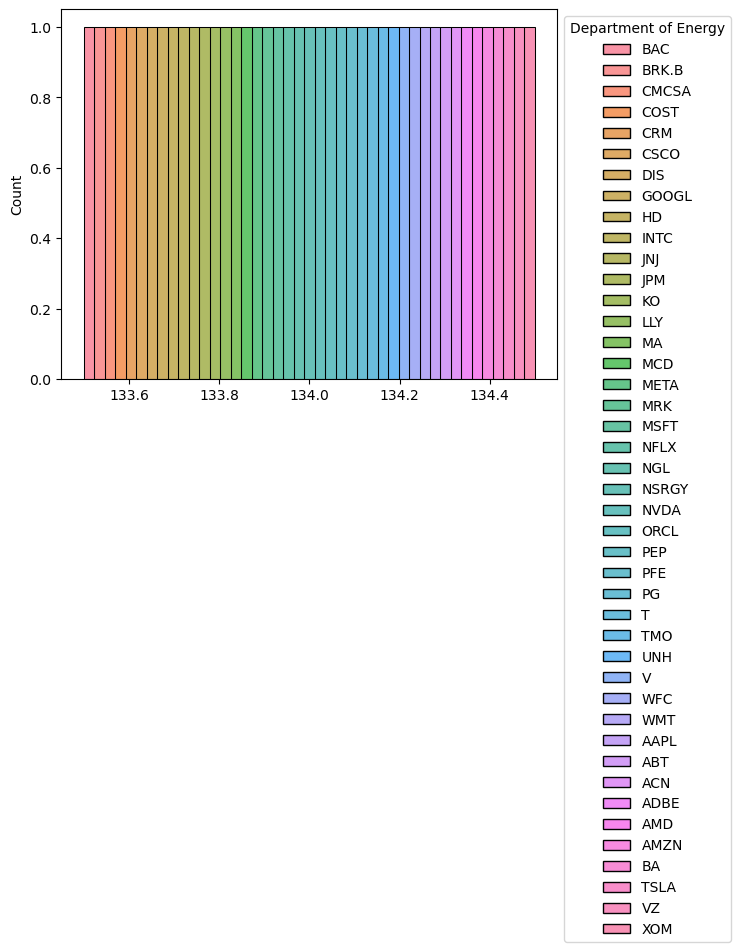 Count
1.0
0.8
0.6
0.4
0.2
0.0
133.6 133.8 134.0 134.2 134.4
Department of Energy
BAC
BRK.B
CMCSA
COST
CRM
CSCO
DIS
GOOGL
HD
INTC
JNJ
JPM
KO
LLY
MA
MCD
META
MRK
MSFT
NFLX
NGL
NSRGY
NVDA
ORCL
PEP
PFE
PG
T
TMO
UNH
V
WFC
WMT
AAPL
ABT
ACN
ADBE
AMD
AMZN
BA
TSLA
VZ
XOM